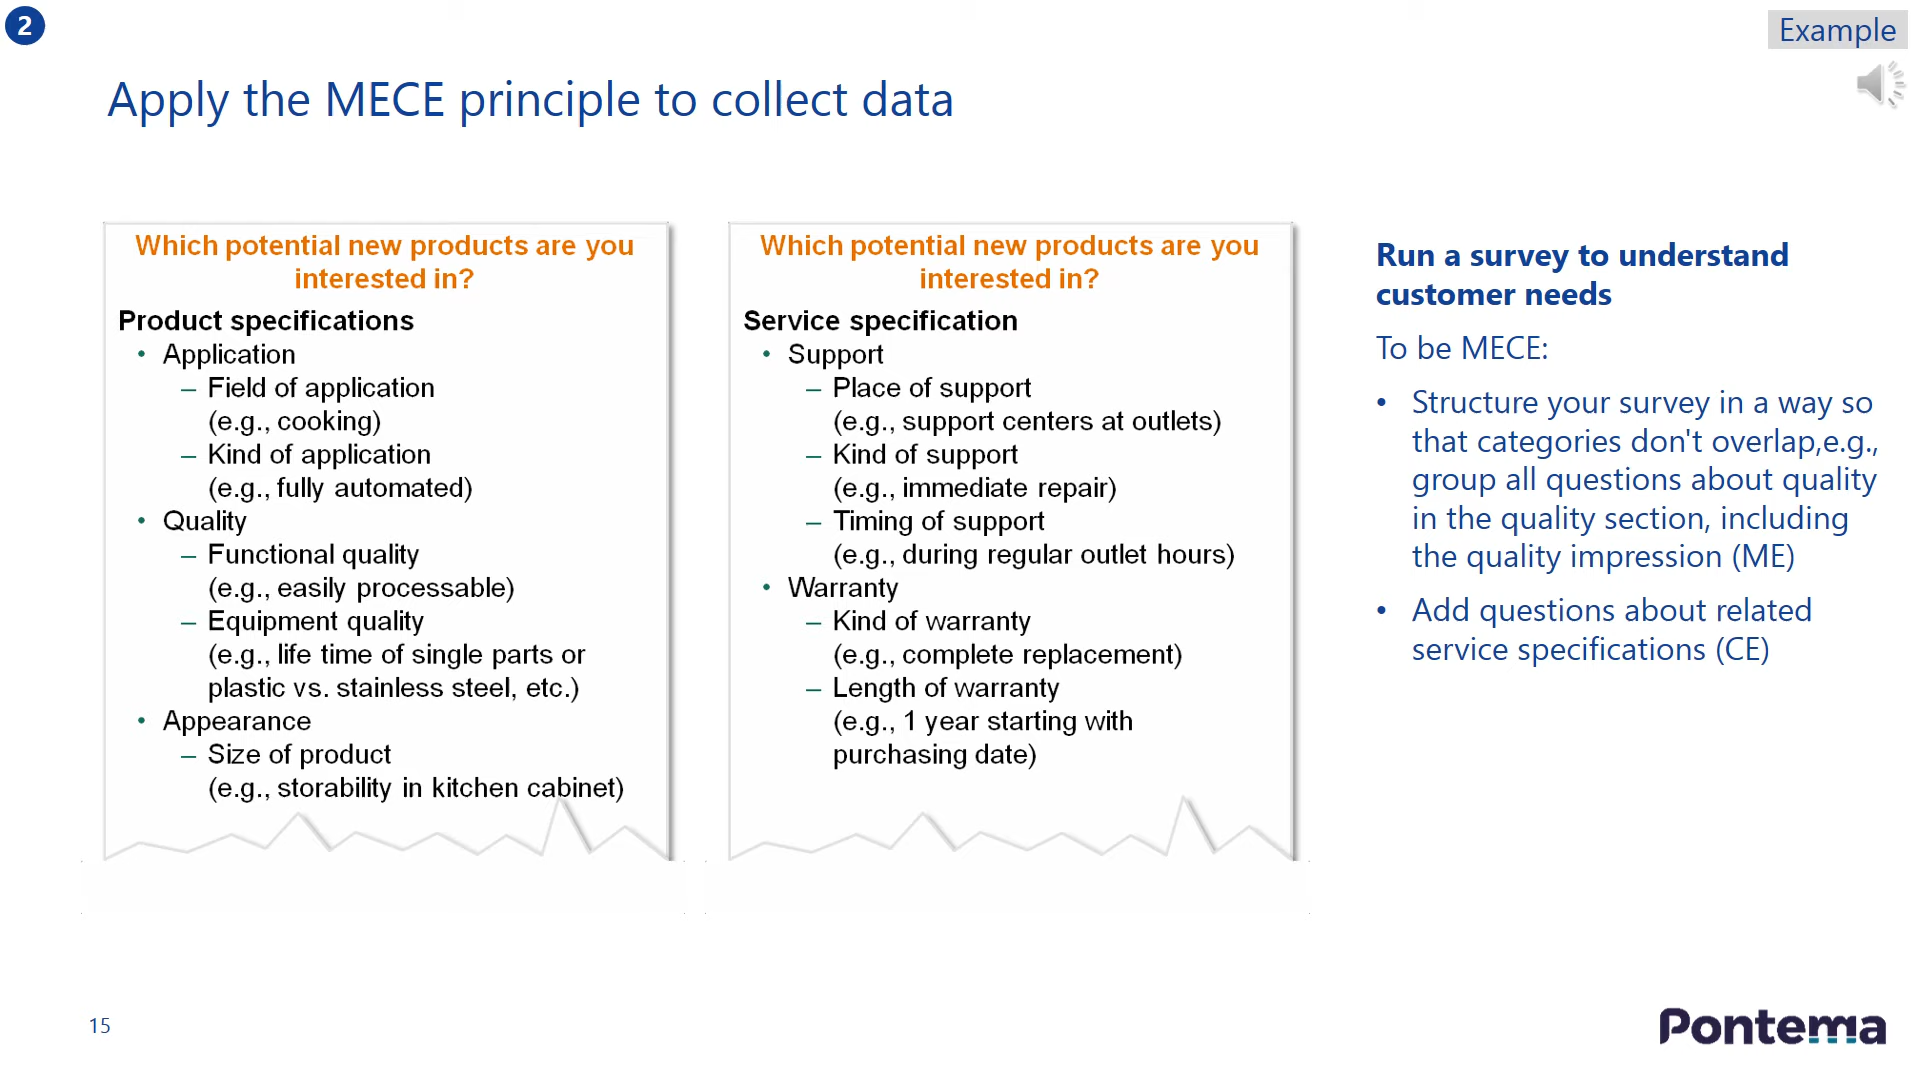 2
Example
Apply the MECE principle to collect data
Which potential new products are you
interested in?
Product specifications
• Application
– Field of application
(e.g., cooking)
– Kind of application
(e.g., fully automated)
• Quality
– Functional quality
(e.g., easily processable)
– Equipment quality
(e.g., life time of single parts or
plastic vs. stainless steel, etc.)
• Appearance
– Size of product
(e.g., storability in kitchen cabinet)
Which potential new products are you
interested in?
Service specification
• Support
– Place of support
(e.g., support centers at outlets)
– Kind of support
(e.g., immediate repair)
– Timing of support
(e.g., during regular outlet hours)
• Warranty
– Kind of warranty
(e.g., complete replacement)
– Length of warranty
(e.g., 1 year starting with
purchasing date)
Run a survey to understand
customer needs
To be MECE:
• Structure your survey in a way so
that categories don't overlap,e.g.,
group all questions about quality
in the quality section, including
the quality impression (ME)
• Add questions about related
service specifications (CE)
15
Pontema